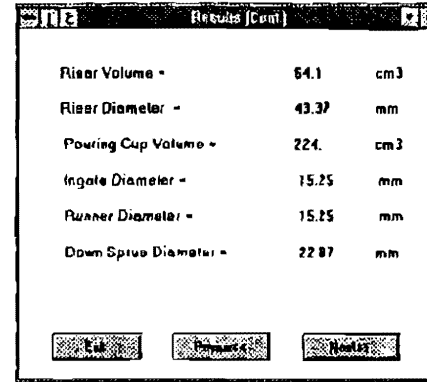 Results (Cont)
Riser Volume = 64.1 cm3
Riser Diameter = 43.37 mm
Pouring Cup Volume = 224. cm3
Ingate Diameter = 15.25 mm
Runner Diameter = 15.25 mm
Down Sprue Diameter = 22.87 mm
Exit